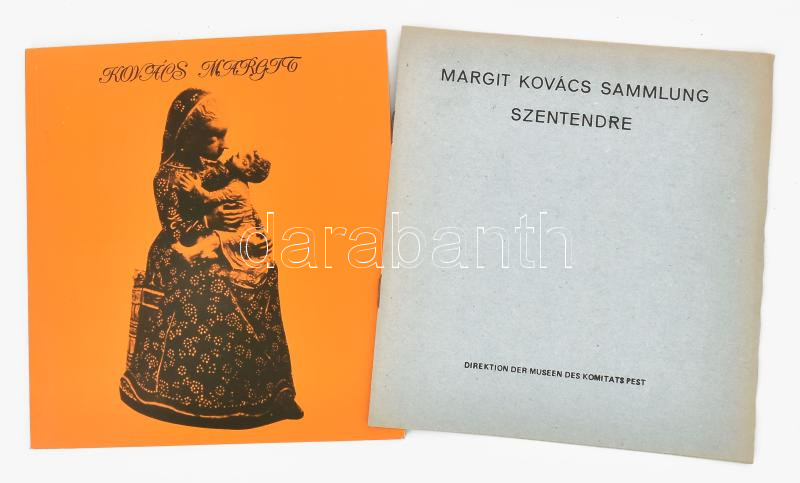 KOVÁCS MARGIT
MARGIT KOVÁCS SAMMLUNG
SZENTENDRE
darabanth
DIREKTION DER MUSEEN DES KOMITATS PEST